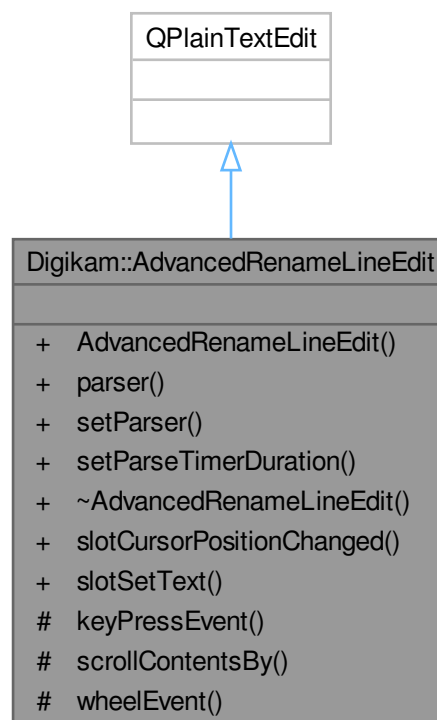 QPlainTextEdit
Digikam::AdvancedRenameLineEdit
+ AdvancedRenameLineEdit()
+ parser()
+ setParser()
+ setParseTimerDuration()
+ ~AdvancedRenameLineEdit()
+ slotCursorPositionChanged()
+ slotSetText()
# keyPressEvent()
# scrollContentsBy()
# wheelEvent()